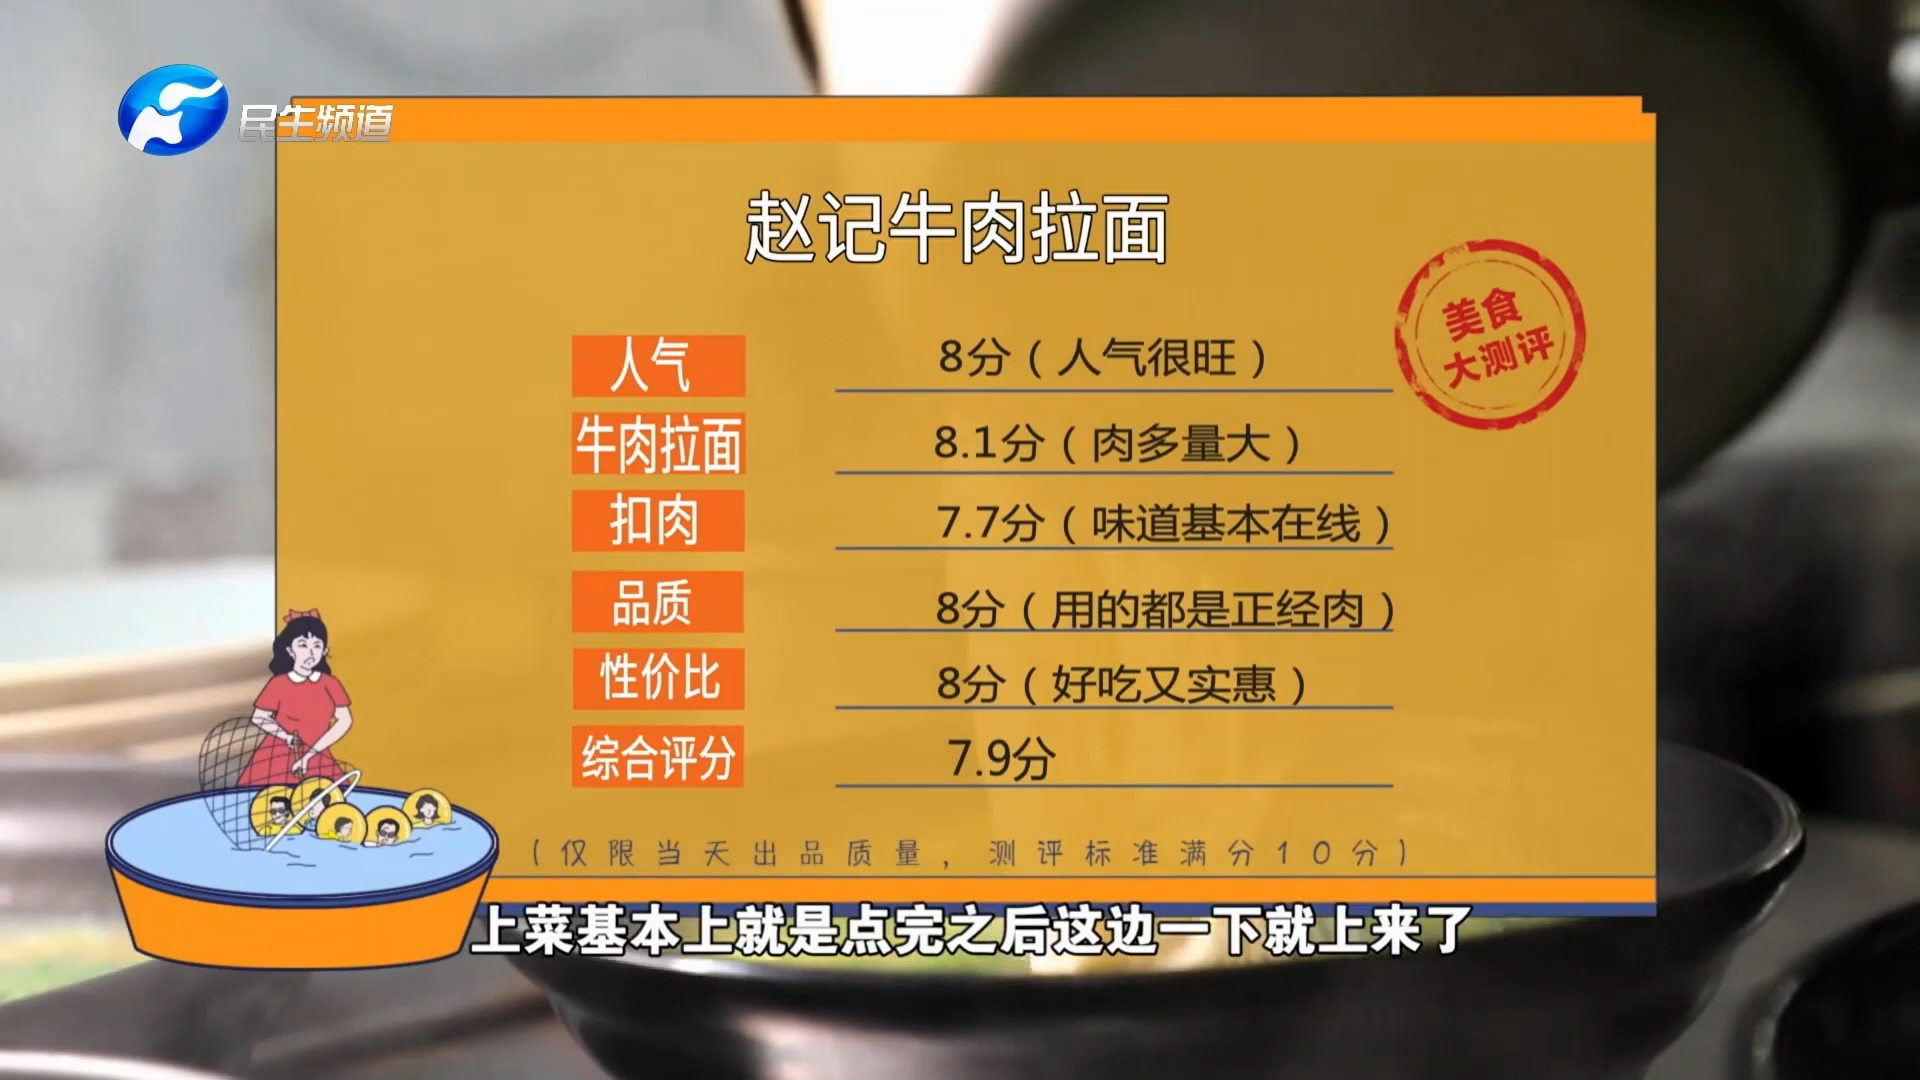 民生频道
赵记牛肉拉面
美食
大测评
人气 8分（人气很旺）
牛肉拉面 8.1分（肉多量大）
扣肉 7.7分（味道基本在线）
品质 8分（用的都是正经肉）
性价比 8分（好吃又实惠）
综合评分 7.9分
（仅限当天出品质量，测评标准满分10分）
上菜基本上就是点完之后这边一下就上来了